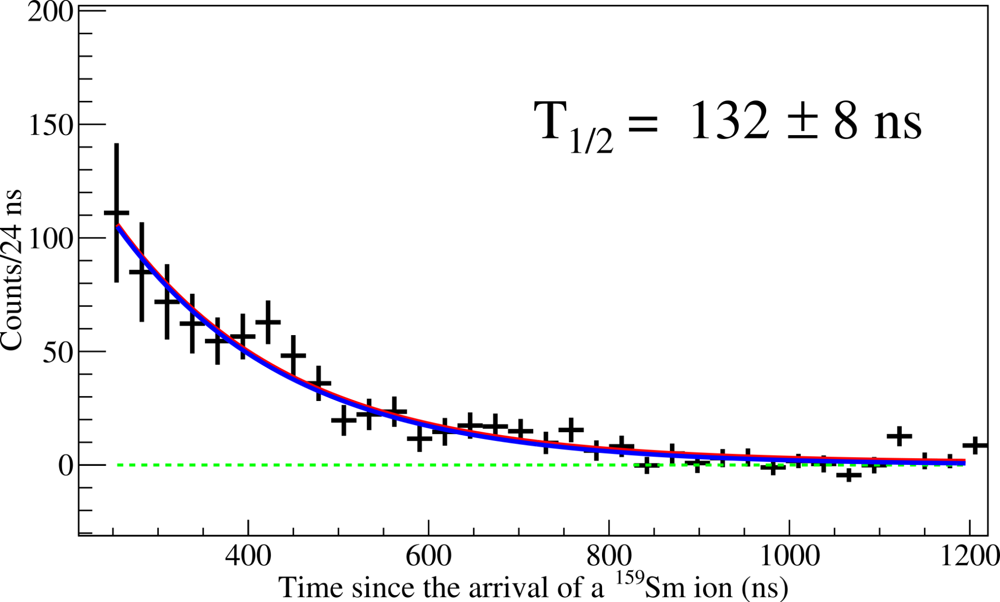 200
150
100
50
0
Counts/24 ns
T1/2 = 132 ± 8 ns
400 600 800 1000 1200
Time since the arrival of a ¹⁵⁹Sm ion (ns)